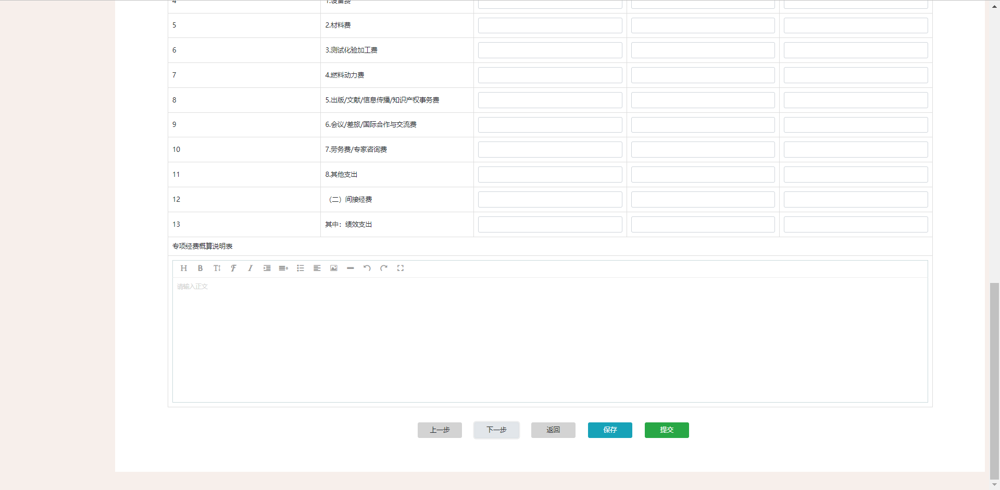 4 1.设备费
5 2.材料费
6 3.测试化验加工费
7 4.燃料动力费
8 5.出版/文献/信息传播/知识产权事务费
9 6.会议/差旅/国际合作与交流费
10 7.劳务费/专家咨询费
11 8.其他支出
12 （二）间接经费
13 其中：绩效支出
专项经费概算说明表
请输入正文
上一步 下一步 返回 保存 提交